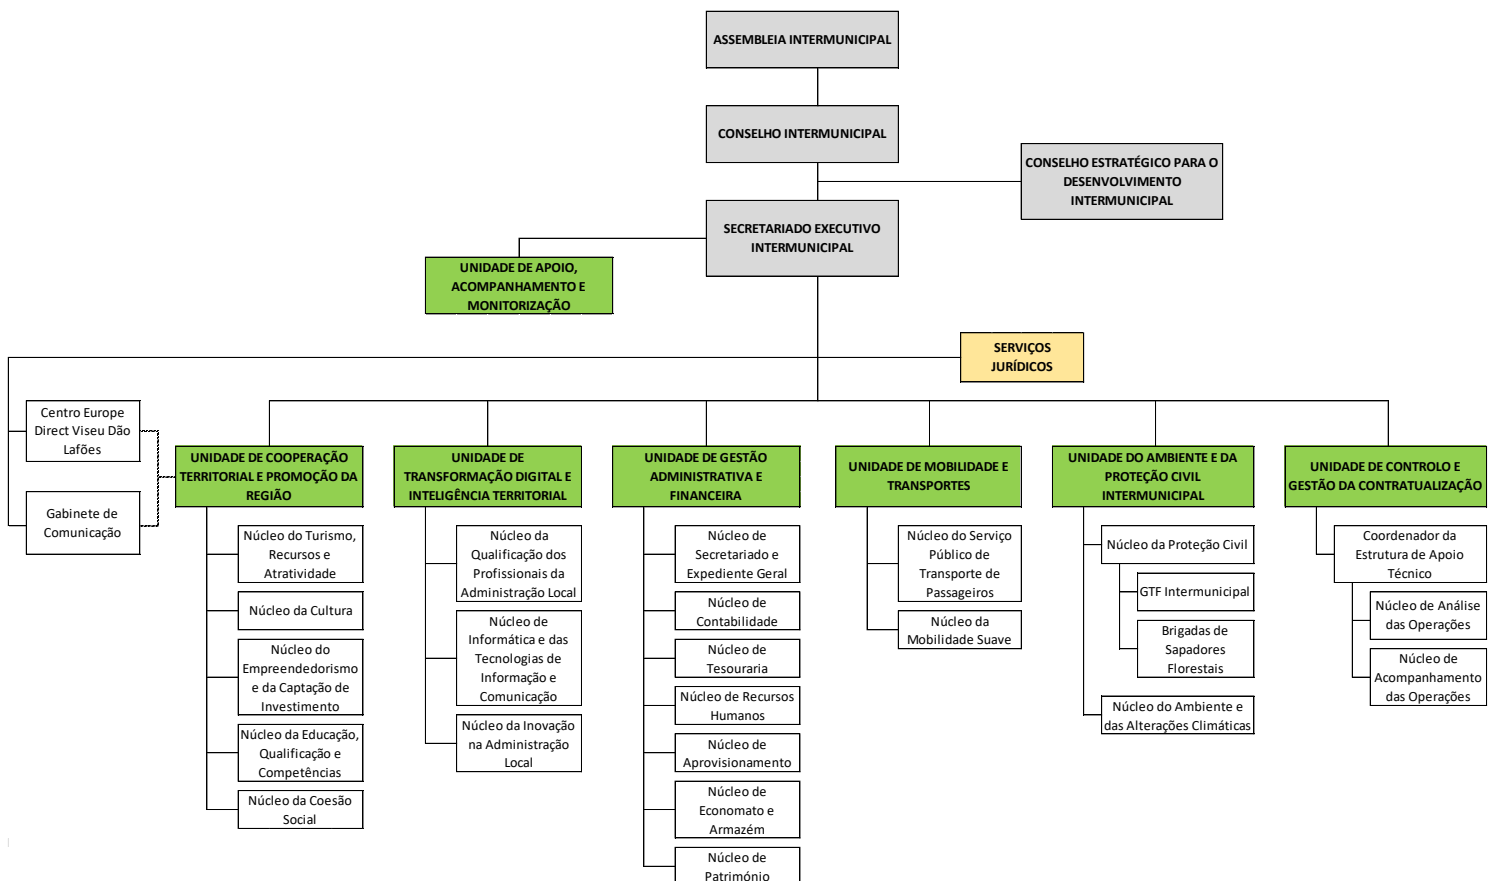 ASSEMBLEIA INTERMUNICIPAL
CONSELHO INTERMUNICIPAL
CONSELHO ESTRATÉGICO PARA O
DESENVOLVIMENTO
INTERMUNICIPAL
SECRETARIADO EXECUTIVO
INTERMUNICIPAL
UNIDADE DE APOIO,
ACOMPANHAMENTO E
MONITORIZAÇÃO
SERVIÇOS
JURÍDICOS
Centro Europe
Direct Viseu Dão
Lafões
Gabinete de
Comunicação
UNIDADE DE COOPERAÇÃO
TERRITORIAL E PROMOÇÃO DA
REGIÃO
Núcleo do Turismo,
Recursos e
Atratividade
Núcleo da Cultura
Núcleo do
Empreendedorismo
e da Captação de
Investimento
Núcleo da Educação,
Qualificação e
Competências
Núcleo da Coesão
Social
UNIDADE DE
TRANSFORMAÇÃO DIGITAL E
INTELIGÊNCIA TERRITORIAL
Núcleo da
Qualificação dos
Profissionais da
Administração Local
Núcleo de
Informática e das
Tecnologias de
Informação e
Comunicação
Núcleo da Inovação
na Administração
Local
UNIDADE DE GESTÃO
ADMINISTRATIVA E
FINANCEIRA
Núcleo de
Secretariado e
Expediente Geral
Núcleo de
Contabilidade
Núcleo de
Tesouraria
Núcleo de Recursos
Humanos
Núcleo de
Aprovisionamento
Núcleo de
Economato e
Armazém
Núcleo de
Património
UNIDADE DE MOBILIDADE E
TRANSPORTES
Núcleo do Serviço
Público de
Transporte de
Passageiros
Núcleo da
Mobilidade Suave
UNIDADE DO AMBIENTE E DA
PROTEÇÃO CIVIL
INTERMUNICIPAL
Núcleo da Proteção Civil
GTF Intermunicipal
Brigadas de
Sapadores
Florestais
Núcleo do Ambiente e
das Alterações Climáticas
UNIDADE DE CONTROLO E
GESTÃO DA CONTRATUALIZAÇÃO
Coordenador da
Estrutura de Apoio
Técnico
Núcleo de Análise
das Operações
Núcleo de
Acompanhamento
das Operações